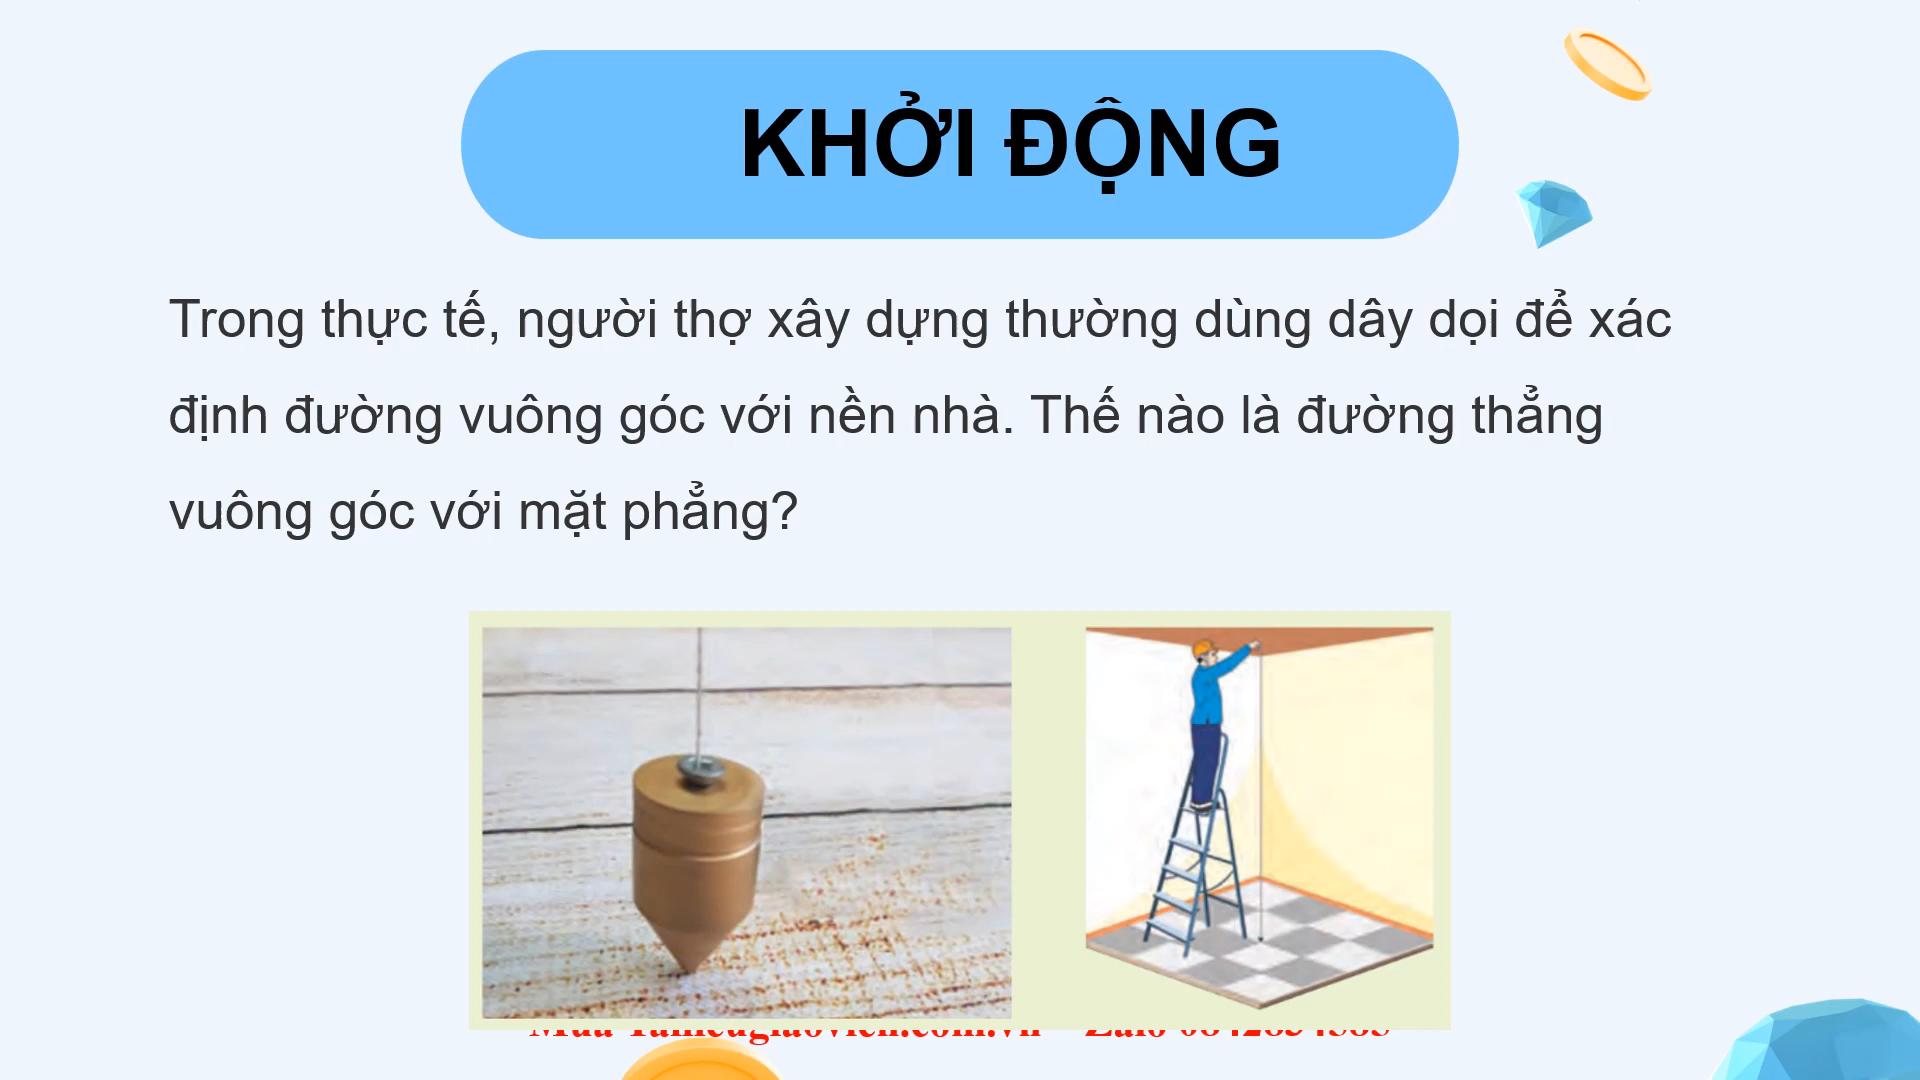 KHỞI ĐỘNG
Trong thực tế, người thợ xây dựng thường dùng dây dọi để xác
định đường vuông góc với nền nhà. Thế nào là đường thẳng
vuông góc với mặt phẳng?